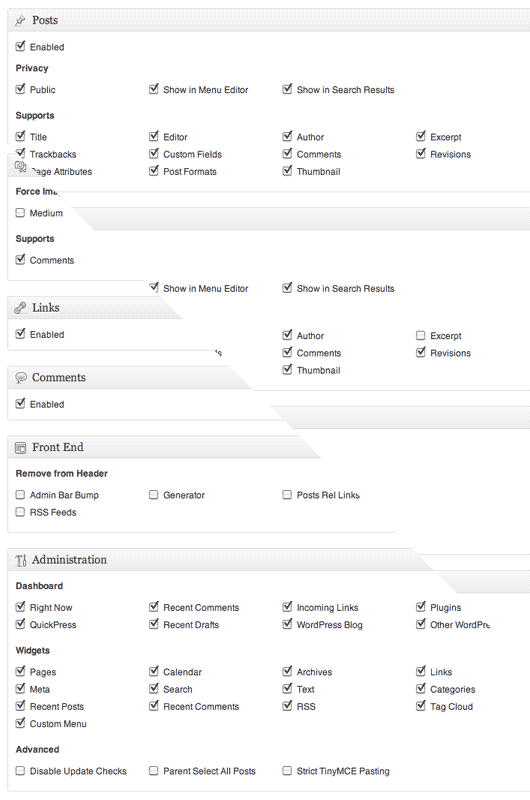 Posts
Enabled
Privacy
Public Show in Menu Editor Show in Search Results
Supports
Title Editor Author Excerpt
Trackbacks Custom Fields Comments Revisions
Page Attributes Post Formats Thumbnail
Force
Medium
Supports
Comments
Show in Menu Editor Show in Search Results
Links
Enabled Author Excerpt
Comments Revisions
Thumbnail
Comments
Enabled
Front End
Remove from Header
Admin Bar Bump Generator Posts Rel Links
RSS Feeds
Administration
Dashboard
Right Now Recent Comments Incoming Links Plugins
QuickPress Recent Drafts WordPress Blog Other
Widgets
Pages Calendar Archives Links
Meta Search Text Categories
Recent Posts Recent Comments RSS Tag Cloud
Custom Menu
Advanced
Disable Update Checks Parent Select All Posts Strict TinyMCE Pasting